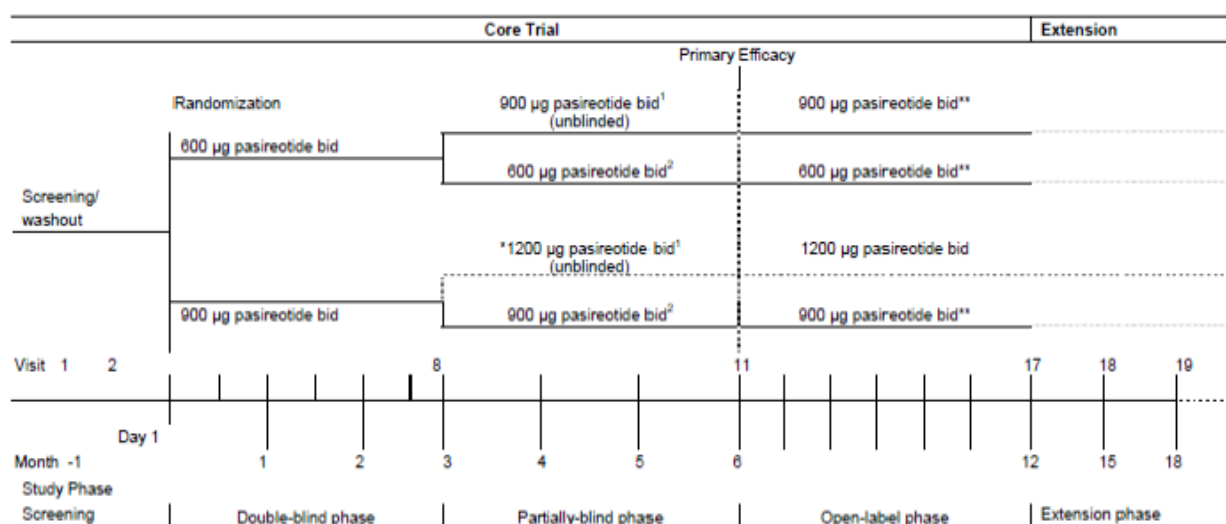 Core Trial Extension
Primary Efficacy
Randomization 900 µg pasireotide bid¹ 900 µg pasireotide bid**
(unblinded)
600 µg pasireotide bid
600 µg pasireotide bid² 600 µg pasireotide bid**
Screening/
washout
*1200 µg pasireotide bid¹ 1200 µg pasireotide bid
(unblinded)
900 µg pasireotide bid 900 µg pasireotide bid² 900 µg pasireotide bid**
Visit 1 2 8 11 17 18 19
Day 1
Month -1 1 2 3 4 5 6 12 15 18
Study Phase
Screening Double-blind phase Partially-blind phase Open-label phase Extension phase